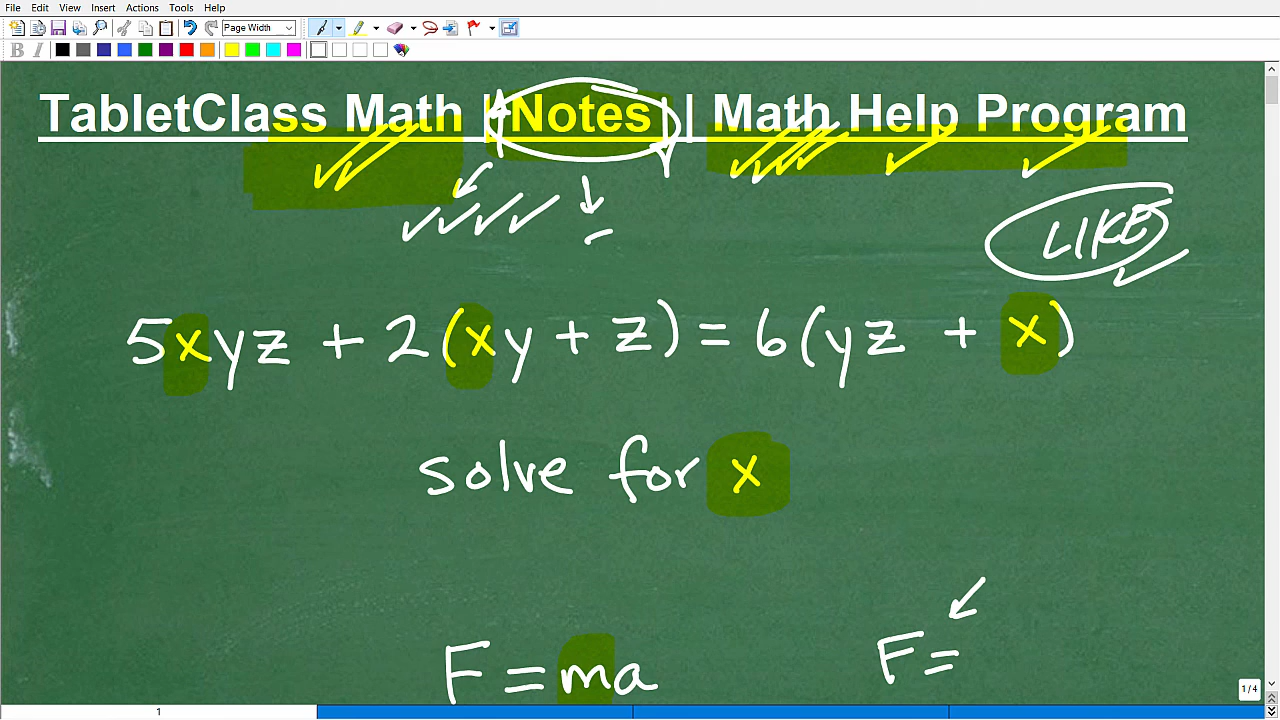 File Edit View Insert Actions Tools Help
Page Width
B I
TabletClass Math | Notes | Math Help Program
LIKE
5xyz + 2(xy + z) = 6(yz + x)
solve for x
F = ma
F =
1/4
1